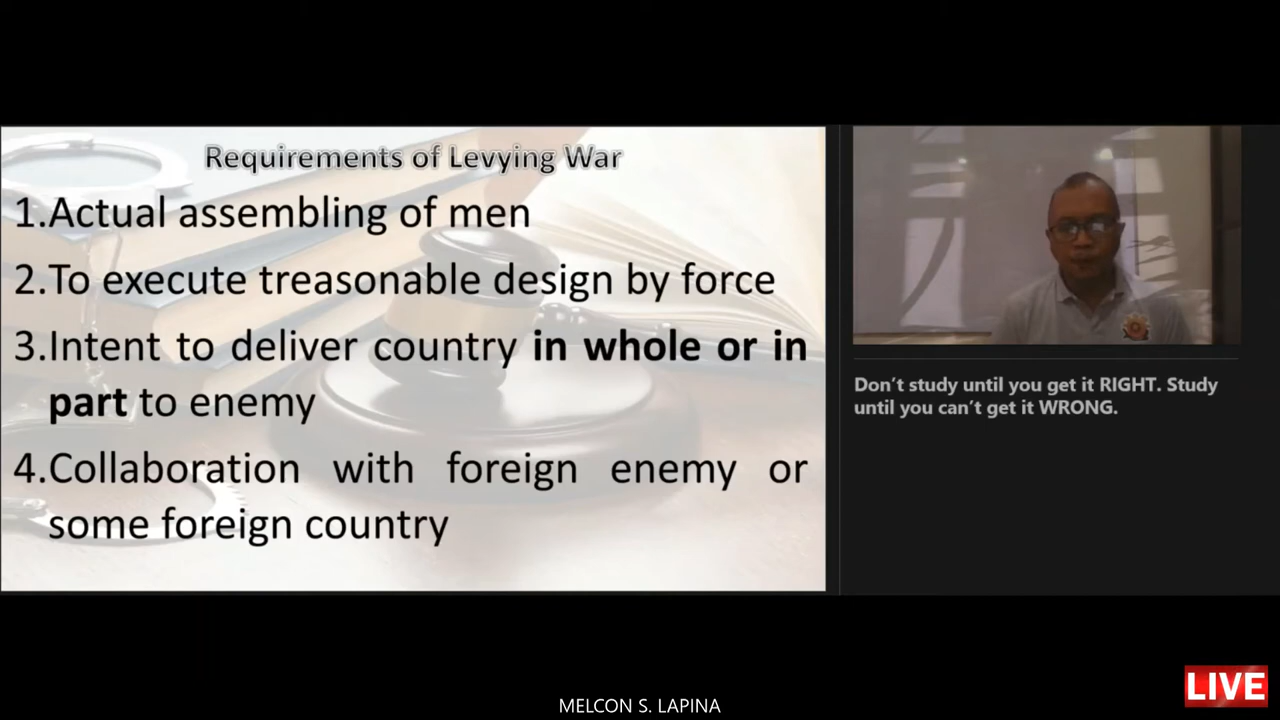 Requirements of Levying War
1.Actual assembling of men
2.To execute treasonable design by force
3.Intent to deliver country in whole or in
part to enemy
4.Collaboration with foreign enemy or
some foreign country
Don't study until you get it RIGHT. Study
until you can't get it WRONG.
LIVE
MELCON S. LAPINA